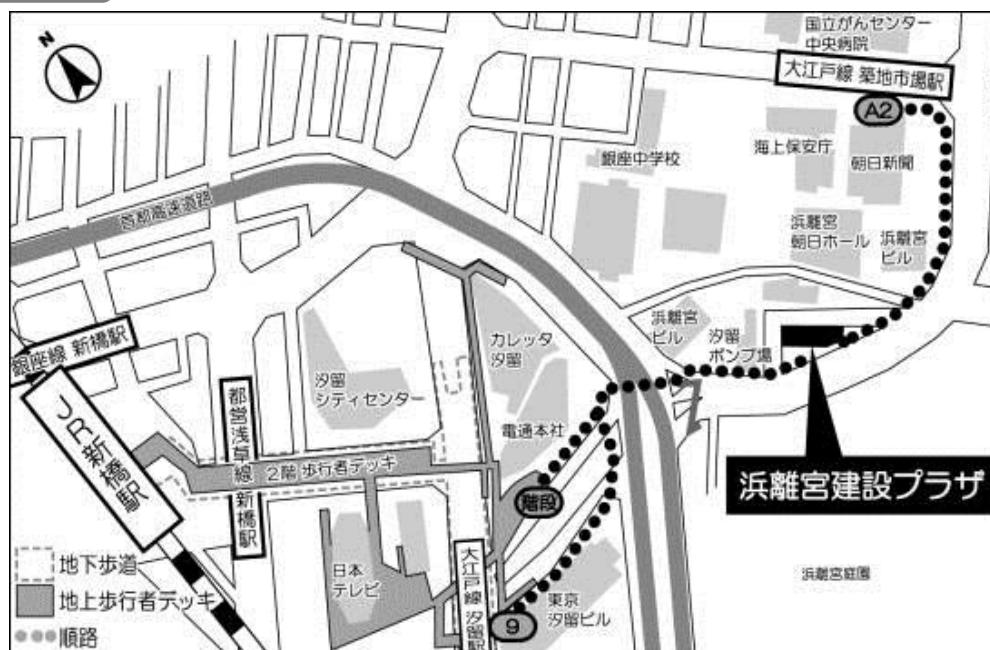 N
国立がんセンター
中央病院
大江戸線 築地市場駅
A2
銀座中学校
海上保安庁
朝日新聞
首都高速道路
浜離宮
朝日ホール
浜離宮
ビル
浜離宮
ビル
汐留
ポンプ場
銀座線 新橋駅
カレッタ
汐留
汐留
シティセンター
JR新橋駅
都営浅草線 新橋駅
電通本社
2階 歩行者デッキ
階段
浜離宮建設プラザ
大江戸線 汐留駅
日本
テレビ
浜離宮庭園
東京
汐留ビル
9
地下歩道
地上歩行者デッキ
順路